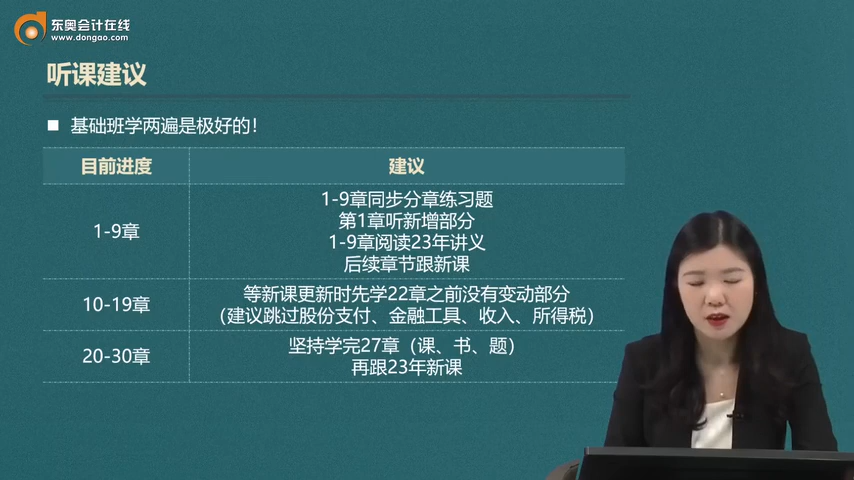 东奥会计在线
www.dongao.com
听课建议
■ 基础班学两遍是极好的!
目前进度 建议
1-9章
1-9章同步分章练习题
第1章听新增部分
1-9章阅读23年讲义
后续章节跟新课
10-19章
等新课更新时先学22章之前没有变动部分
（建议跳过股份支付、金融工具、收入、所得税）
20-30章
坚持学完27章（课、书、题）
再跟23年新课